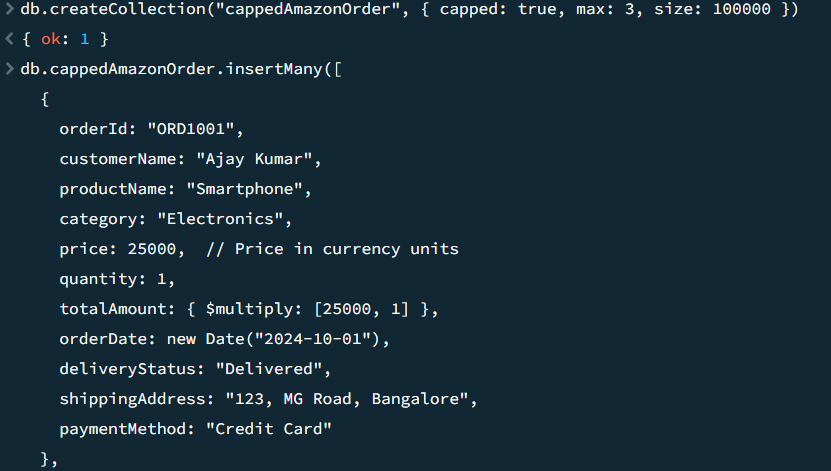 > db.createCollection("cappedAmazonOrder", { capped: true, max: 3, size: 100000 })
< { ok: 1 }
> db.cappedAmazonOrder.insertMany([
{
orderId: "ORD1001",
customerName: "Ajay Kumar",
productName: "Smartphone",
category: "Electronics",
price: 25000,  // Price in currency units
quantity: 1,
totalAmount: { $multiply: [25000, 1] },
orderDate: new Date("2024-10-01"),
deliveryStatus: "Delivered",
shippingAddress: "123, MG Road, Bangalore",
paymentMethod: "Credit Card"
},